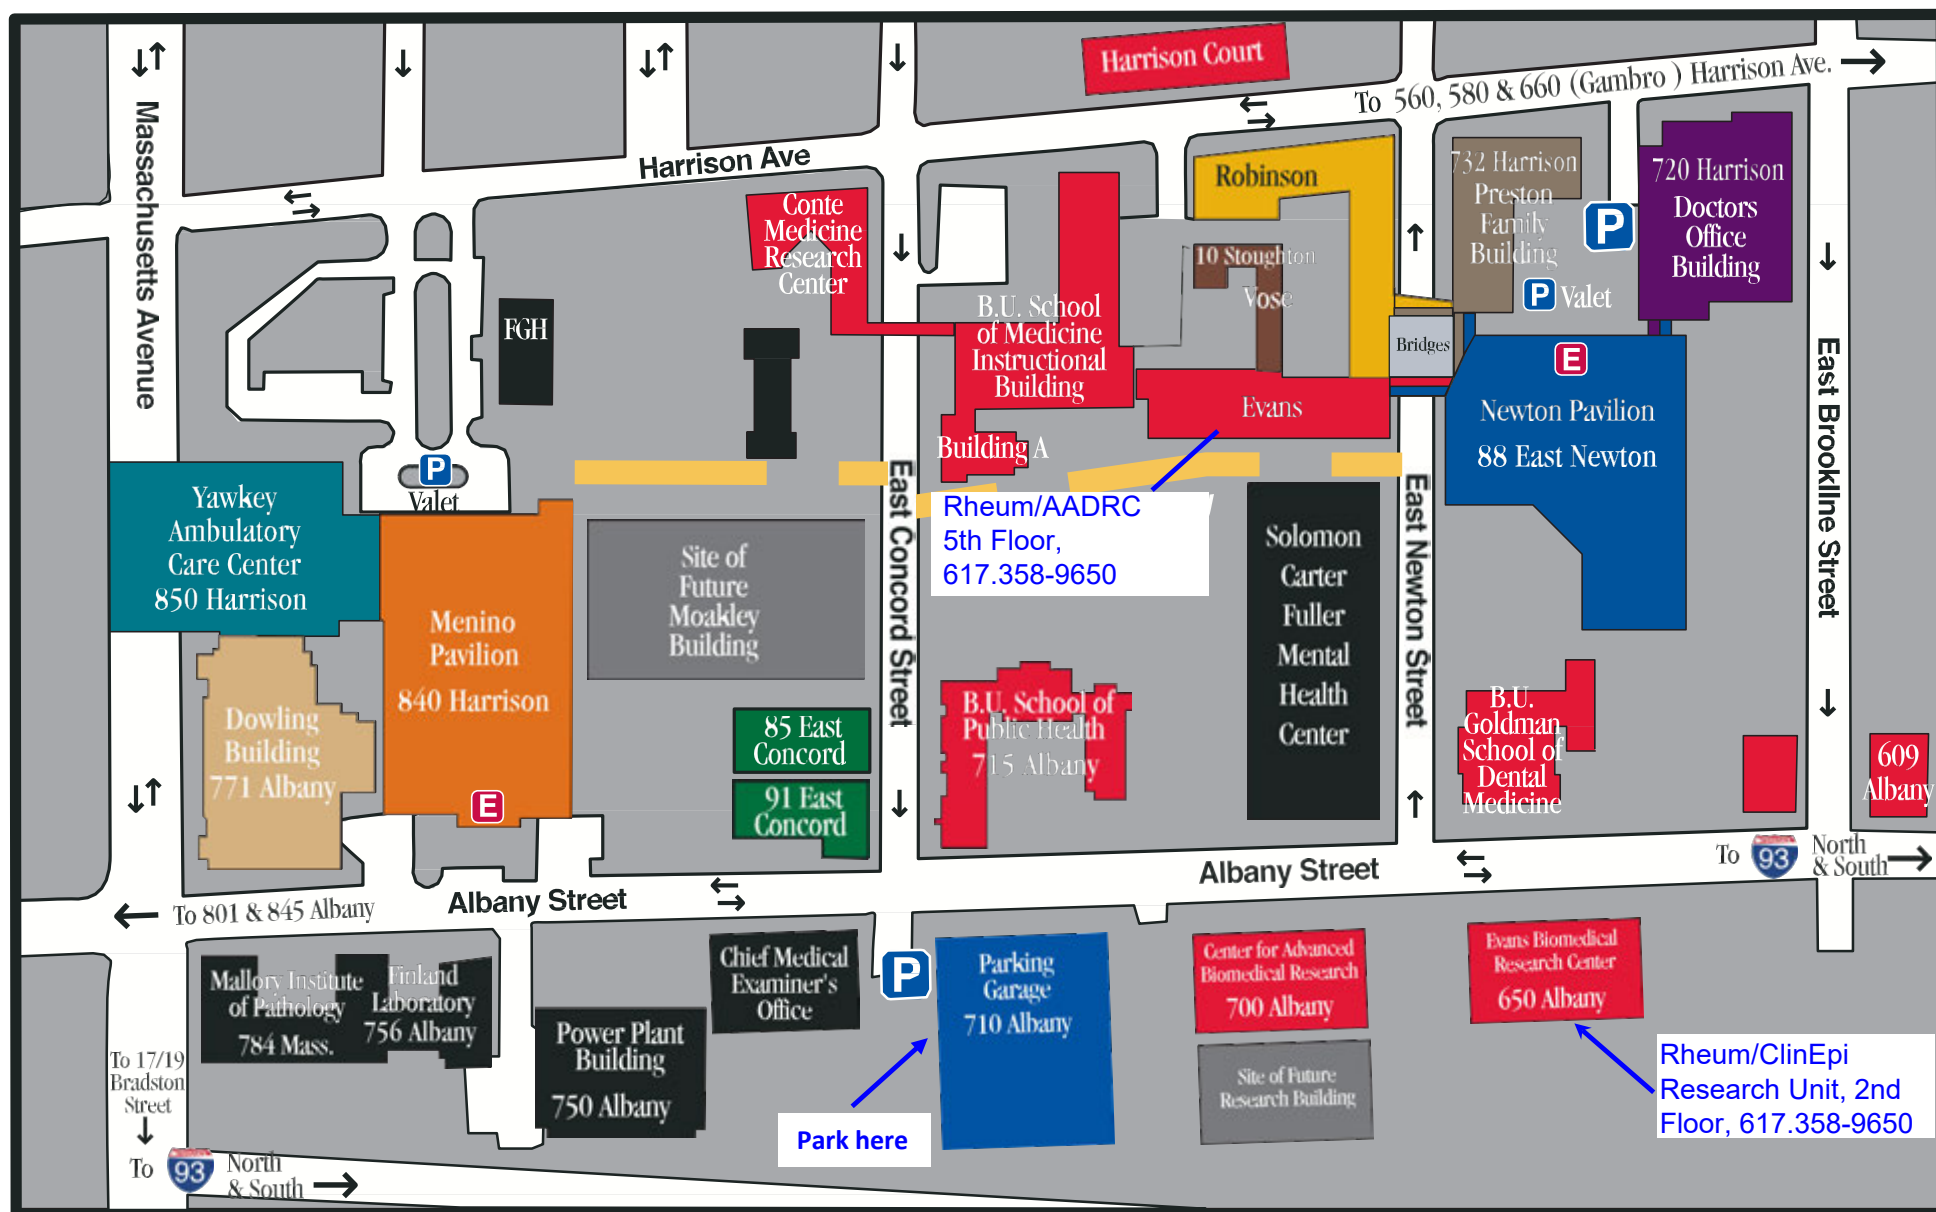 Harrison Court
To 560, 580 & 660 (Gambro ) Harrison Ave.
Massachusetts Avenue
Harrison Ave
Conte
Medicine
Research
Center
Robinson
732 Harrison
Preston
Family
Building
P
720 Harrison
Doctors
Office
Building
10 Stoughton
Vose
P Valet
FGH
B.U. School
of Medicine
Instructional
Building
Bridges
E
Evans
Newton Pavilion
88 East Newton
Building A
East Brookline Street
P
Valet
Yawkey
Ambulatory
Care Center
850 Harrison
East Concord Street
Rheum/AADRC
5th Floor,
617.358-9650
East Newton Street
Site of
Future
Moakley
Building
Solomon
Carter
Fuller
Mental
Health
Center
Menino
Pavilion
840 Harrison
E
Dowling
Building
771 Albany
85 East
Concord
91 East
Concord
B.U. School of
Public Health
715 Albany
B.U.
Goldman
School of
Dental
Medicine
609
Albany
Albany Street
Albany Street
To 93 North
& South
To 801 & 845 Albany
Mallory Institute
of Pathology
784 Mass.
Finland
Laboratory
756 Albany
Chief Medical
Examiner's
Office
P
Parking
Garage
710 Albany
Center for Advanced
Biomedical Research
700 Albany
Evans Biomedical
Research Center
650 Albany
Power Plant
Building
750 Albany
Site of Future
Research Building
Rheum/ClinEpi
Research Unit, 2nd
Floor, 617.358-9650
To 17/19
Bradston
Street
Park here
To 93 North
& South